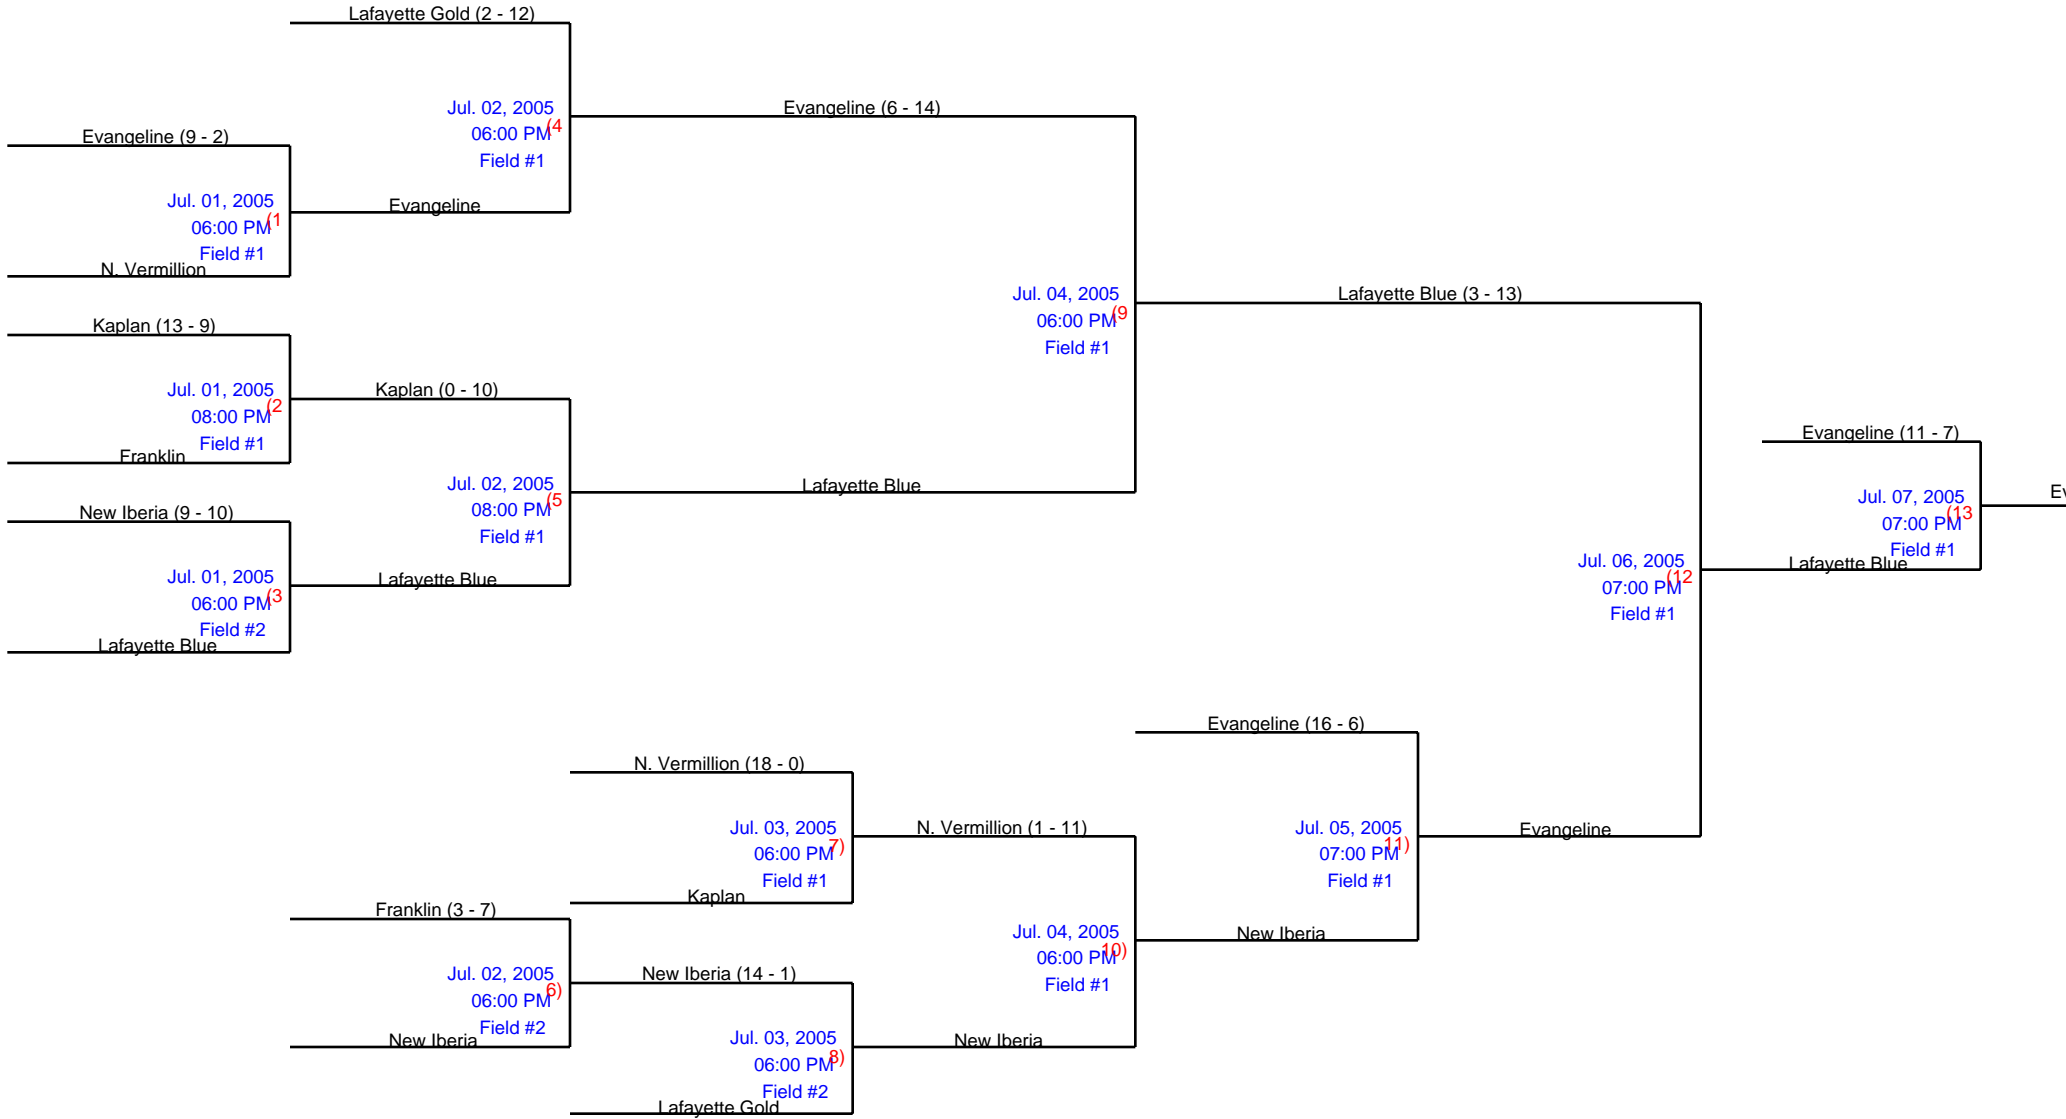 Lafayette Gold (2 - 12)
Jul. 02, 2005
06:00 PM
(4
Field #1
Evangeline (6 - 14)
Evangeline (9 - 2)
Jul. 01, 2005
06:00 PM
(1
Field #1
Evangeline
N. Vermillion
Jul. 04, 2005
06:00 PM
(9
Field #1
Lafayette Blue (3 - 13)
Kaplan (13 - 9)
Jul. 01, 2005
08:00 PM
(2
Field #1
Kaplan (0 - 10)
Franklin
Jul. 02, 2005
08:00 PM
(5
Field #1
Lafayette Blue
New Iberia (9 - 10)
Jul. 01, 2005
06:00 PM
(3
Field #2
Lafayette Blue
Lafayette Blue
Evangeline (11 - 7)
Jul. 07, 2005
07:00 PM
(13
Field #1
Ev
Lafayette Blue
Jul. 06, 2005
07:00 PM
(12
Field #1
Evangeline (16 - 6)
N. Vermillion (18 - 0)
Jul. 03, 2005
06:00 PM
7)
Field #1
N. Vermillion (1 - 11)
Jul. 05, 2005
07:00 PM
11)
Field #1
Evangeline
Kaplan
Franklin (3 - 7)
Jul. 04, 2005
06:00 PM
10)
Field #1
New Iberia
Jul. 02, 2005
06:00 PM
6)
Field #2
New Iberia (14 - 1)
New Iberia
Jul. 03, 2005
06:00 PM
8)
Field #2
New Iberia
Lafayette Gold